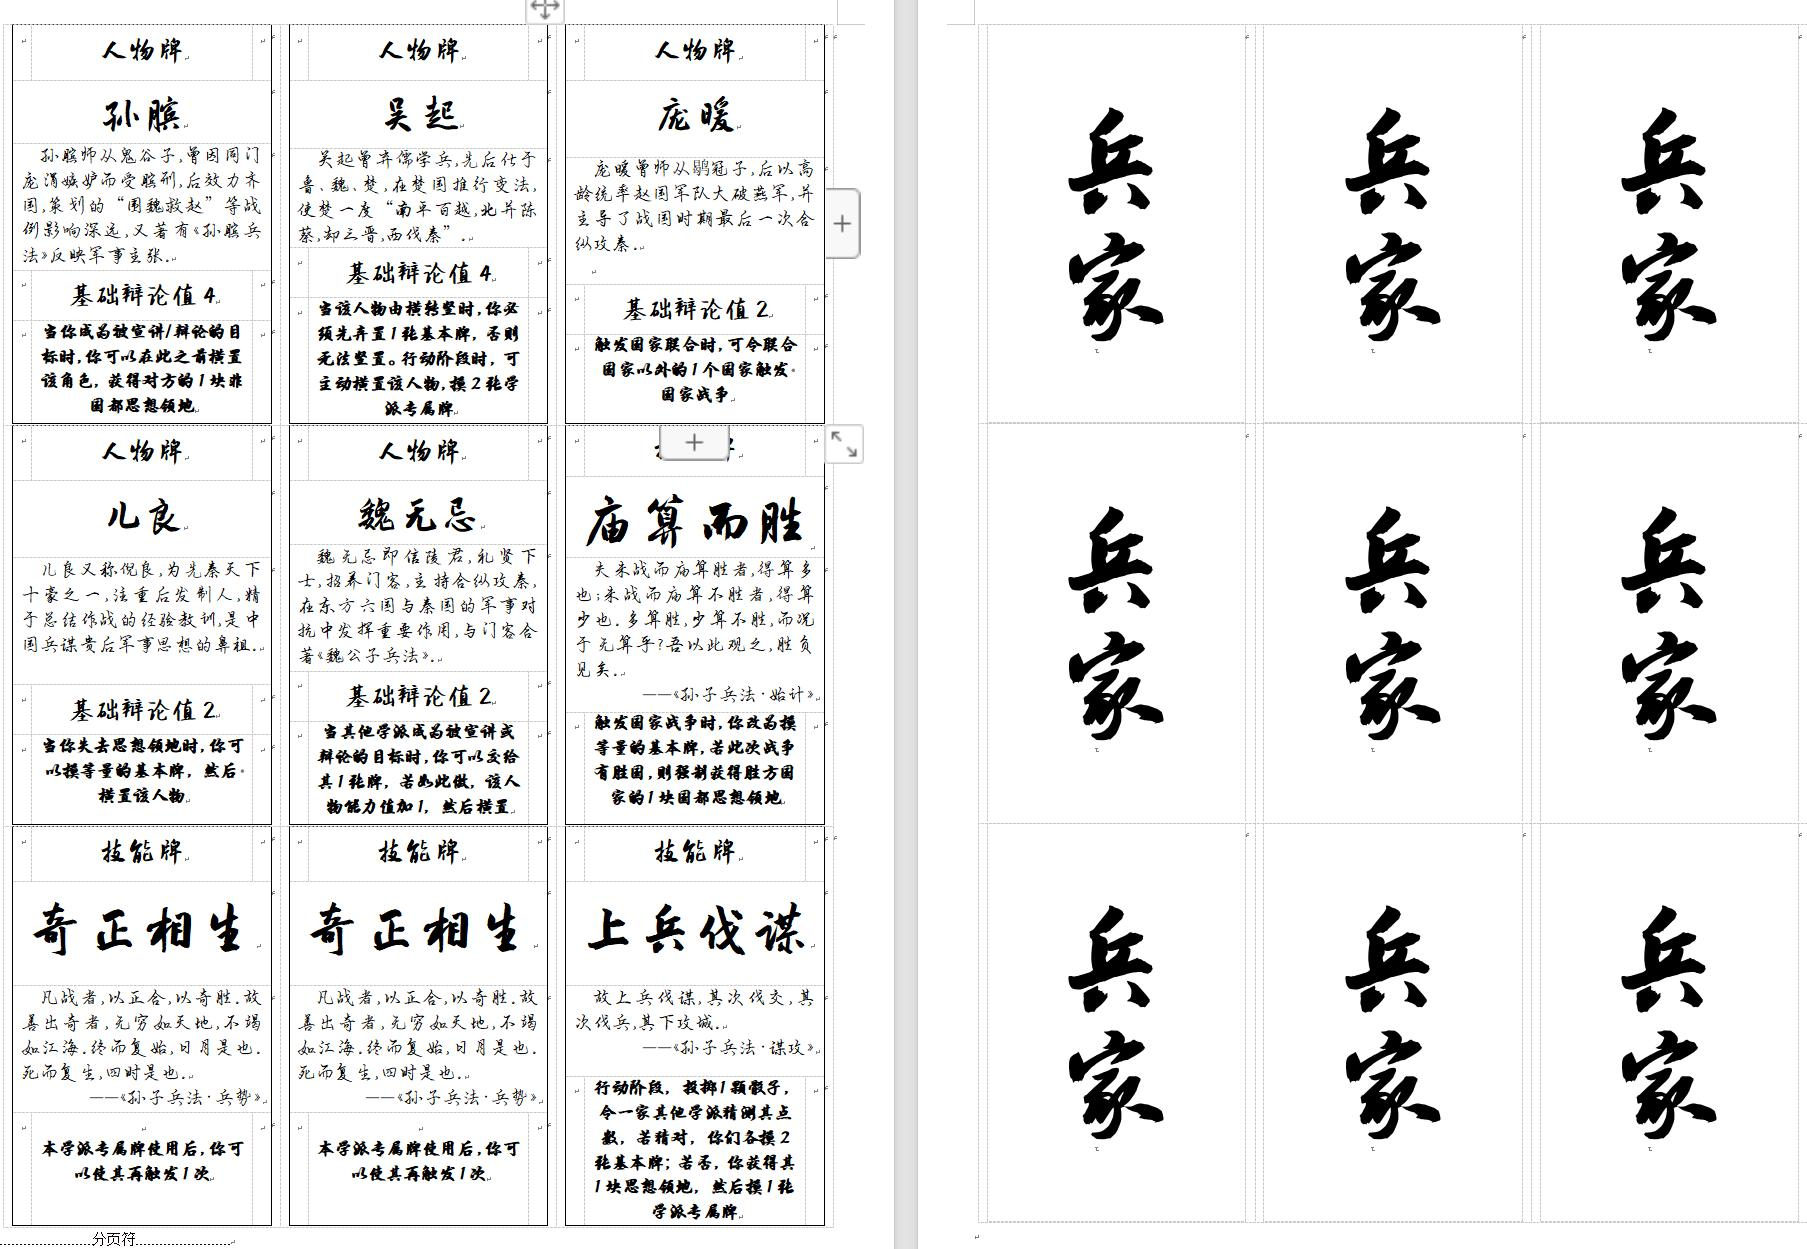 人物牌
孙膑
孙膑师从鬼谷子,曾因同门
庞涓嫉妒而受膑刑,后效力齐
国,策划的“围魏救赵”等战
例影响深远,又著有《孙膑兵
法》反映军事主张.
基础辩论值4
当你成为被宣讲/辩论的目
标时,你可以在此之前横置
该角色，获得对方的1块非
国都思想领地
人物牌
吴起
吴起曾弃儒学兵,先后仕于
鲁、魏、楚,在楚国推行变法,
使楚一度“南平百越,北并陈
蔡,却三晋,西伐秦”.
基础辩论值4
当该人物由横转竖时,你必
须先弃置1张基本牌，否则
无法竖置。行动阶段时，可
主动横置该人物,摸2张学
派专属牌
人物牌
庞暖
庞暖曾师从鹖冠子,后以高
龄统率赵国军队大破燕军,并
主导了战国时期最后一次合
纵攻秦.
基础辩论值2
触发国家联合时,可令联合
国家以外的1个国家触发
国家战争
人物牌
儿良
儿良又称倪良,为先秦天下
十豪之一,注重后发制人,精
于总结作战的经验教训,是中
国兵谋贵后军事思想的鼻祖.
基础辩论值2
当你失去思想领地时,你可
以摸等量的基本牌，然后
横置该人物
人物牌
魏无忌
魏无忌即信陵君,礼贤下
士,招养门客,主持合纵攻秦,
在东方六国与秦国的军事对
抗中发挥重要作用,与门客合
著《魏公子兵法》.
基础辩论值2
当其他学派成为被宣讲或
辩论的目标时,你可以交给
其1张牌，若如此做，该人
物能力值加1，然后横置
庙算而胜
夫未战而庙算胜者,得算多
也;未战而庙算不胜者,得算
少也.多算胜,少算不胜,而况
于无算乎?吾以此观之,胜负
见矣.
——《孙子兵法·始计》
触发国家战争时,你改为摸
等量的基本牌,若此次战争
有胜国,则强制获得胜方国
家的1块国都思想领地
技能牌
奇正相生
凡战者,以正合,以奇胜.故
善出奇者,无穷如天地,不竭
如江海.终而复始,日月是也.
死而复生,四时是也.
——《孙子兵法·兵势》
本学派专属牌使用后,你可
以使其再触发1次
技能牌
奇正相生
凡战者,以正合,以奇胜.故
善出奇者,无穷如天地,不竭
如江海.终而复始,日月是也.
死而复生,四时是也.
——《孙子兵法·兵势》
本学派专属牌使用后,你可
以使其再触发1次
技能牌
上兵伐谋
故上兵伐谋,其次伐交,其
次伐兵,其下攻城.
——《孙子兵法·谋攻》
行动阶段，投掷1颗骰子，
令一家其他学派猜测其点
数，若猜对，你们各摸2
张基本牌；若否，你获得其
1块思想领地，然后摸1张
学派专属牌
分页符
兵家
兵家
兵家
兵家
兵家
兵家
兵家
兵家
兵家